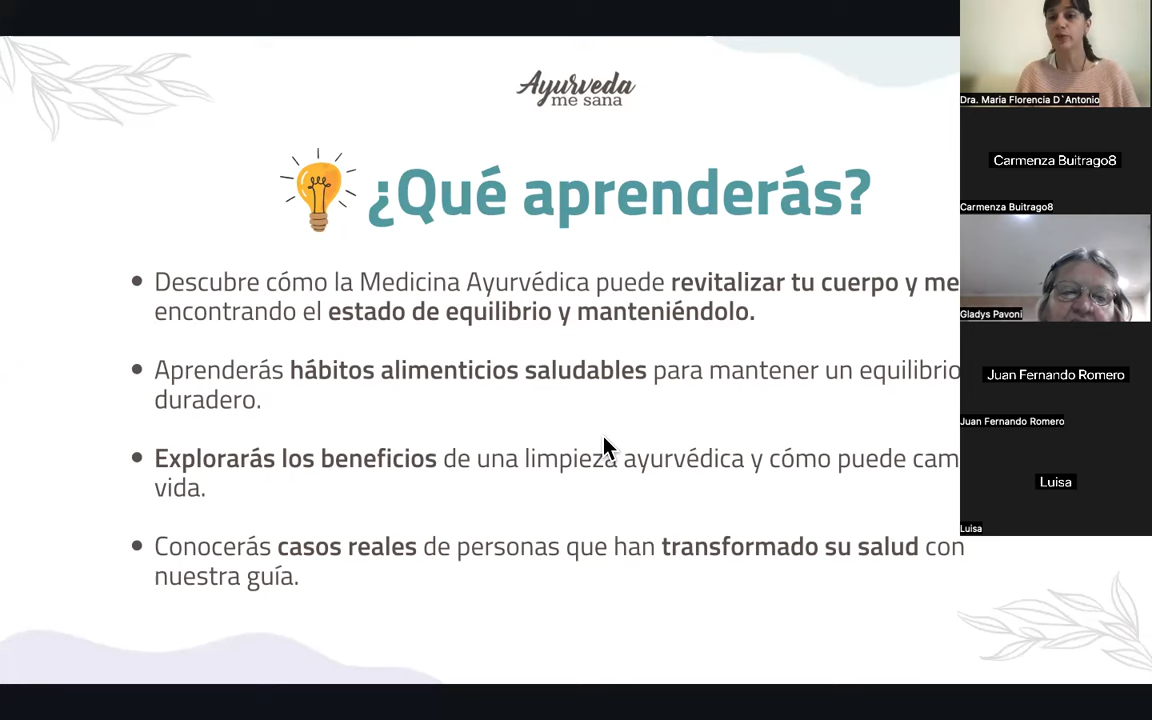 Ayurveda
me sana
¿Qué aprenderás?
• Descubre cómo la Medicina Ayurvédica puede revitalizar tu cuerpo y me
encontrando el estado de equilibrio y manteniéndolo.
• Aprenderás hábitos alimenticios saludables para mantener un equilibrio
duradero.
• Explorarás los beneficios de una limpieza ayurvédica y cómo puede cam
vida.
• Conocerás casos reales de personas que han transformado su salud con
nuestra guía.
Dra. Maria Florencia D`Antonio
Carmenza Buitrago8
Carmenza Buitrago8
Gladys Pavoni
Juan Fernando Romero
Juan Fernando Romero
Luisa
Luisa